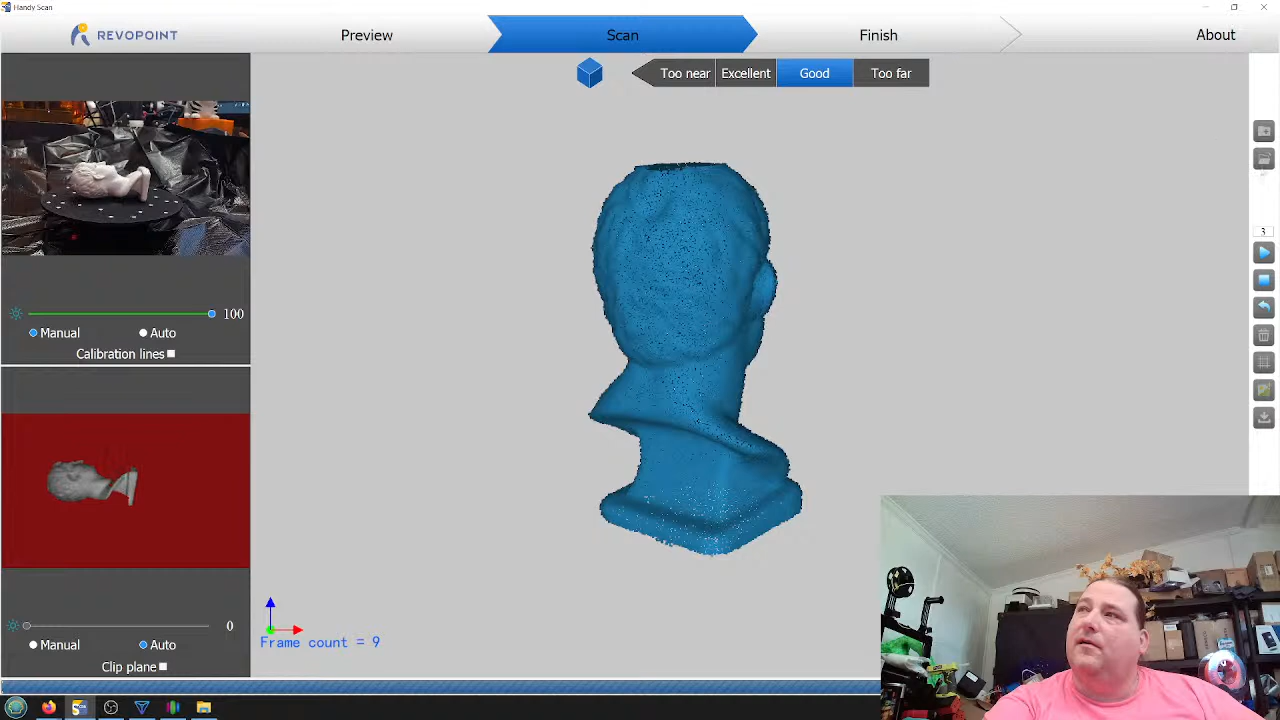 Handy Scan
REVOPOINT
Preview
Scan
Finish
About
Too near
Excellent
Good
Too far
100
Manual
Auto
Calibration lines
3
0
Manual
Auto
Clip plane
Frame count = 9